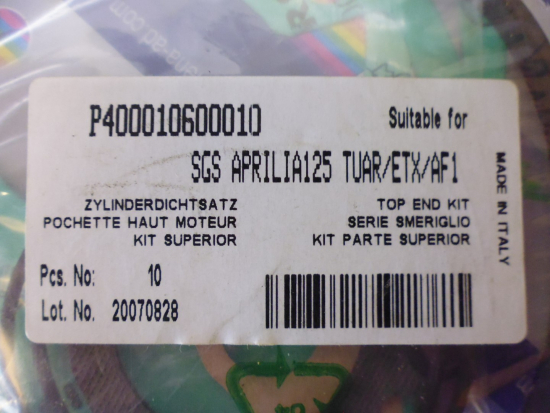 P400010600010
Suitable for
SGS APRILIA125 TUAR/ETX/AF1
ZYLINDERDICHTSATZ
POCHETTE HAUT MOTEUR
KIT SUPERIOR
TOP END KIT
SERIE SMERIGLIO
KIT PARTE SUPERIOR
MADE IN ITALY
Pcs. No: 10
Lot. No. 20070828